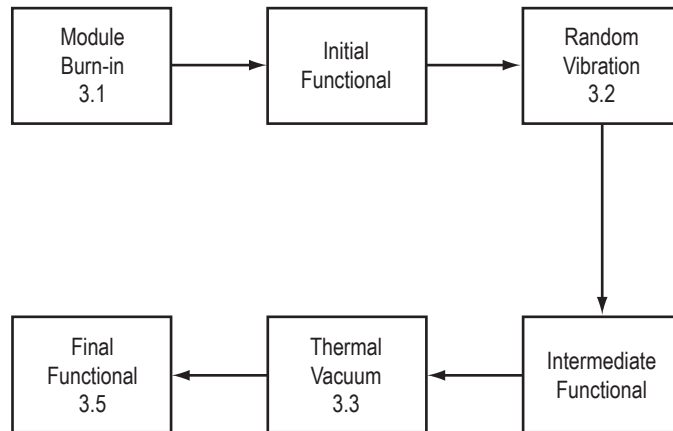 Module
Burn-in
3.1
Initial
Functional
Random
Vibration
3.2
Intermediate
Functional
Thermal
Vacuum
3.3
Final
Functional
3.5